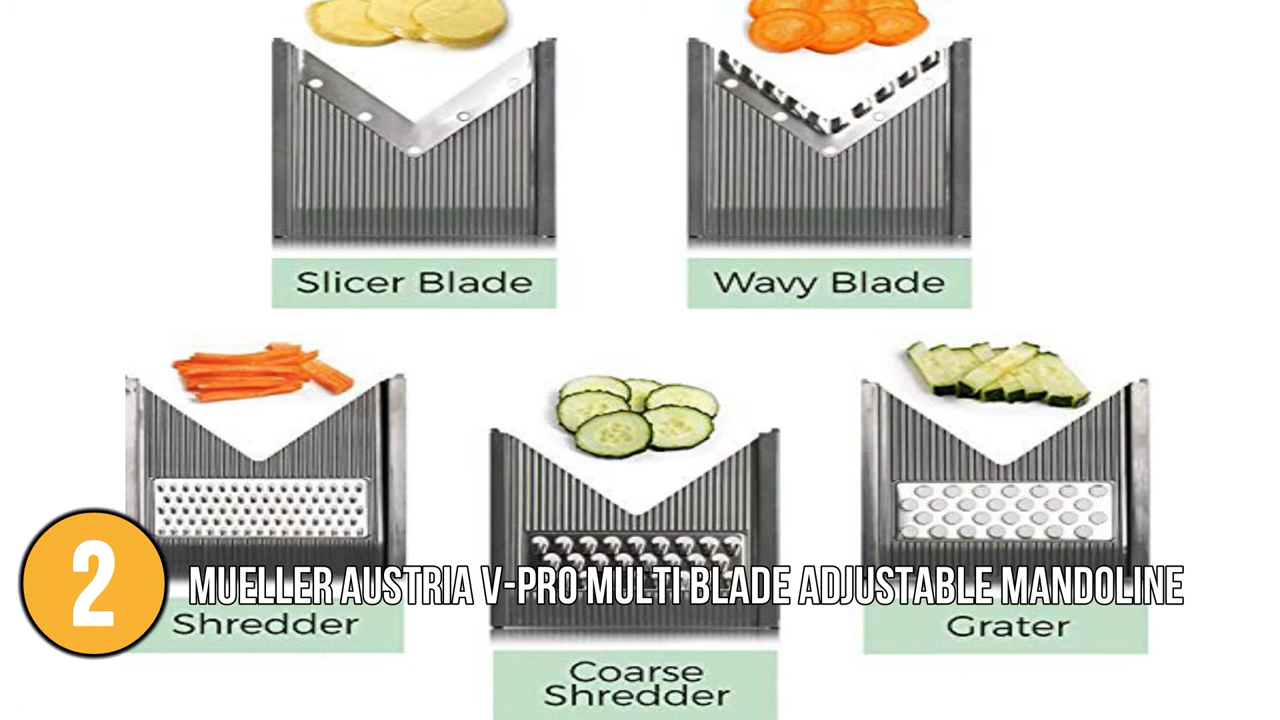 Slicer Blade
Wavy Blade
2
MUELLER AUSTRIA V-PRO MULTI BLADE ADJUSTABLE MANDOLINE
Shredder
Grater
Coarse
Shredder